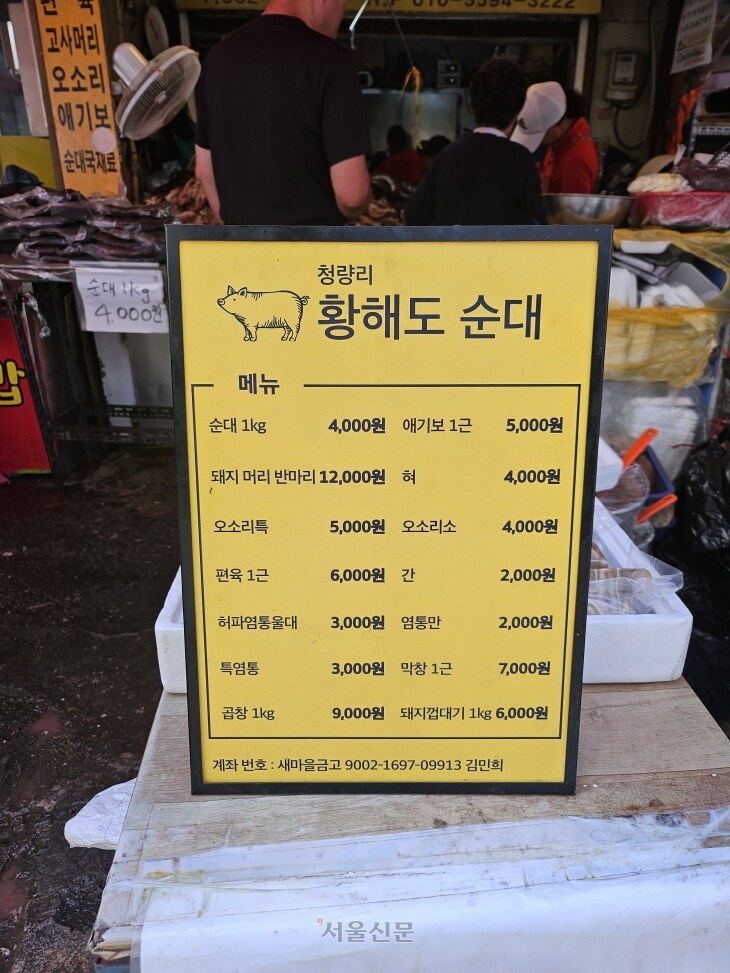 편육
고사머리
오소리
애기보
순대국재료
순대 1kg
4,000원
청량리
황해도 순대
메뉴
순대 1kg 4,000원 애기보 1근 5,000원
돼지 머리 반마리 12,000원 혀 4,000원
오소리특 5,000원 오소리소 4,000원
편육 1근 6,000원 간 2,000원
허파염통울대 3,000원 염통만 2,000원
특염통 3,000원 막창 1근 7,000원
곱창 1kg 9,000원 돼지껍대기 1kg 6,000원
계좌 번호 : 새마을금고 9002-1697-09913 김민희
서울신문